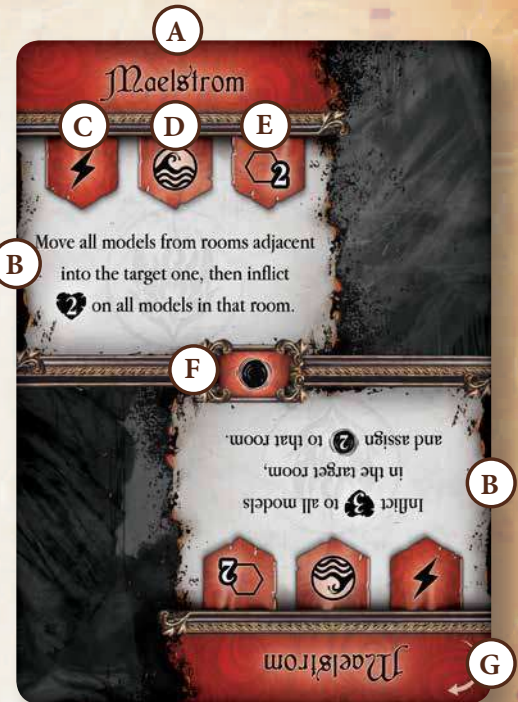 A
Maelstrom
C D E
2
B
Move all models from rooms adjacent
into the target one, then inflict
2 on all models in that room.
F
B
Maelstrom
2
Inflict 3 to all models
in the target room,
and assign 2 to that room.
G